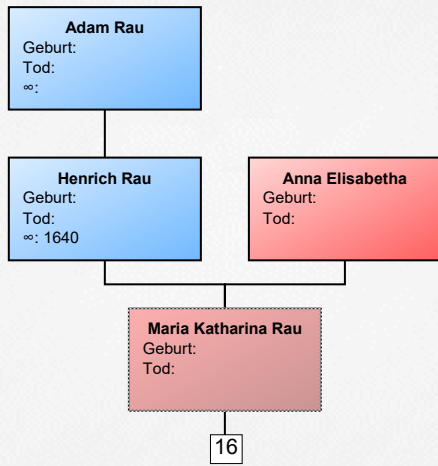 Adam Rau
Geburt:
Tod:
∞:
Henrich Rau
Geburt:
Tod:
∞: 1640
Anna Elisabetha
Geburt:
Tod:
Maria Katharina Rau
Geburt:
Tod:
16